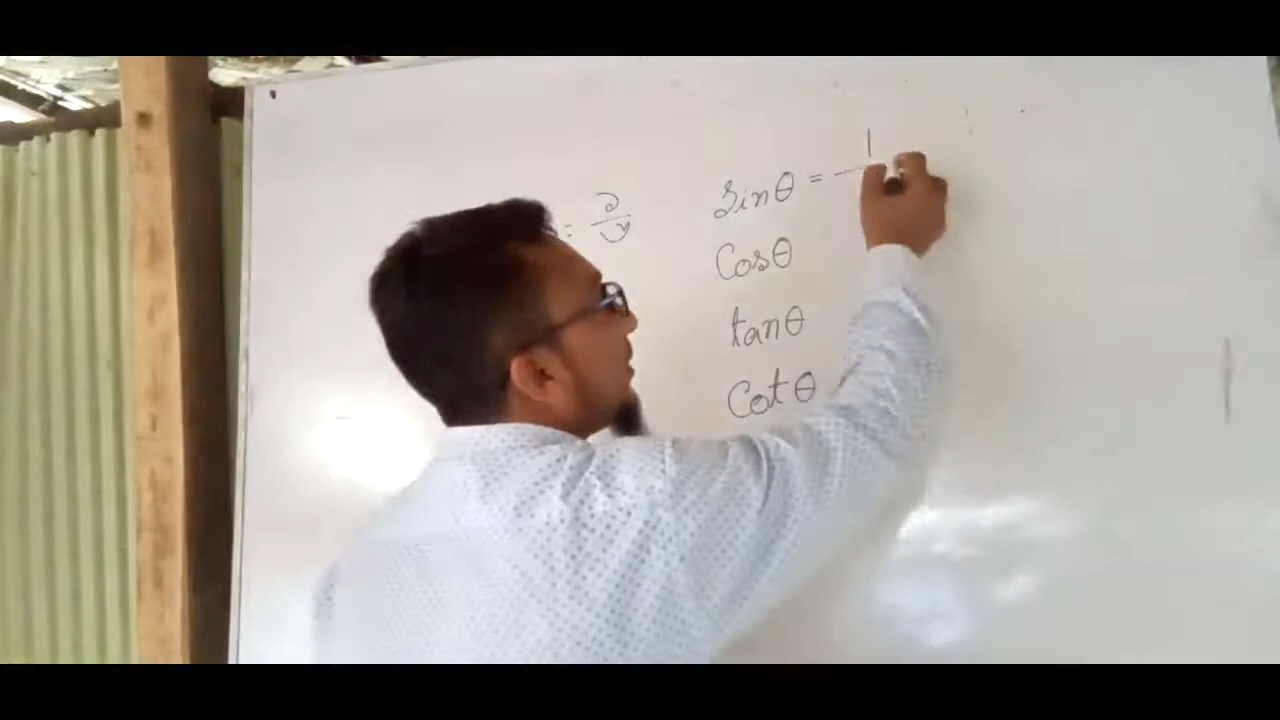 sinθ = 1
cosθ
tanθ
cotθ